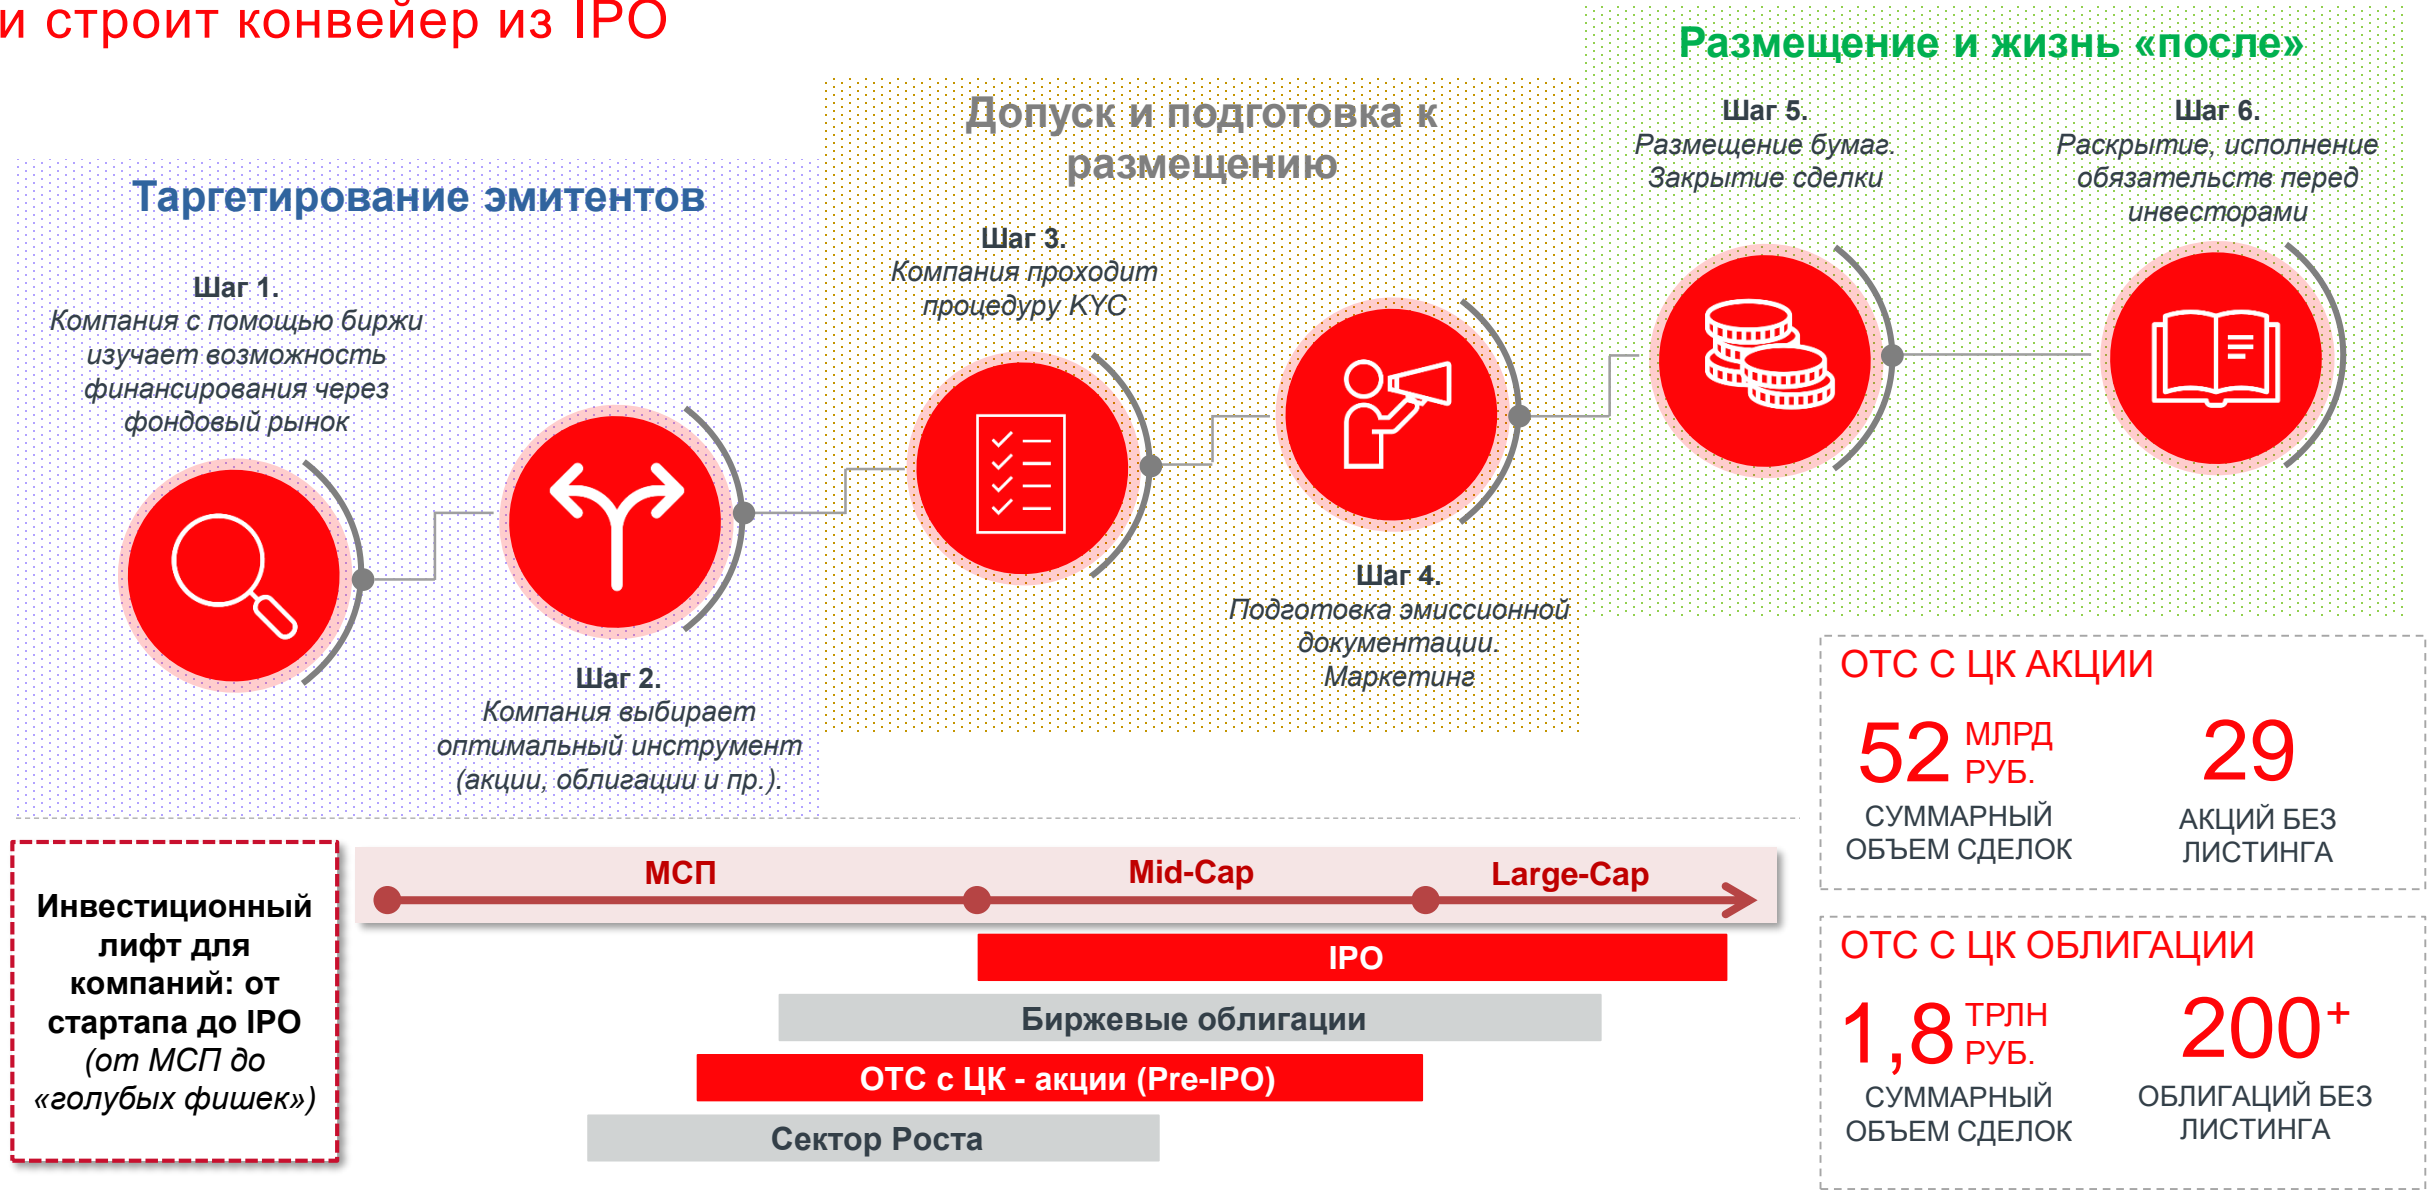 и строит конвейер из IPO
Таргетирование эмитентов
Шаг 1.
Компания с помощью биржи
изучает возможность
финансирования через
фондовый рынок
Шаг 2.
Компания выбирает
оптимальный инструмент
(акции, облигации и пр.).
Допуск и подготовка к
размещению
Шаг 3.
Компания проходит
процедуру KYC
Шаг 4.
Подготовка эмиссионной
документации.
Маркетинг
Размещение и жизнь «после»
Шаг 5.
Размещение бумаг.
Закрытие сделки
Шаг 6.
Раскрытие, исполнение
обязательств перед
инвесторами
Инвестиционный
лифт для
компаний: от
стартапа до IPO
(от МСП до
«голубых фишек»)
МСП
Mid-Cap
Large-Cap
IPO
Биржевые облигации
ОТС с ЦК - акции (Pre-IPO)
Сектор Роста
ОТС С ЦК АКЦИИ
52 МЛРД
РУБ.
СУММАРНЫЙ
ОБЪЕМ СДЕЛОК
29
АКЦИЙ БЕЗ
ЛИСТИНГА
ОТС С ЦК ОБЛИГАЦИИ
1,8 ТРЛН
РУБ.
СУММАРНЫЙ
ОБЪЕМ СДЕЛОК
200+
ОБЛИГАЦИЙ БЕЗ
ЛИСТИНГА